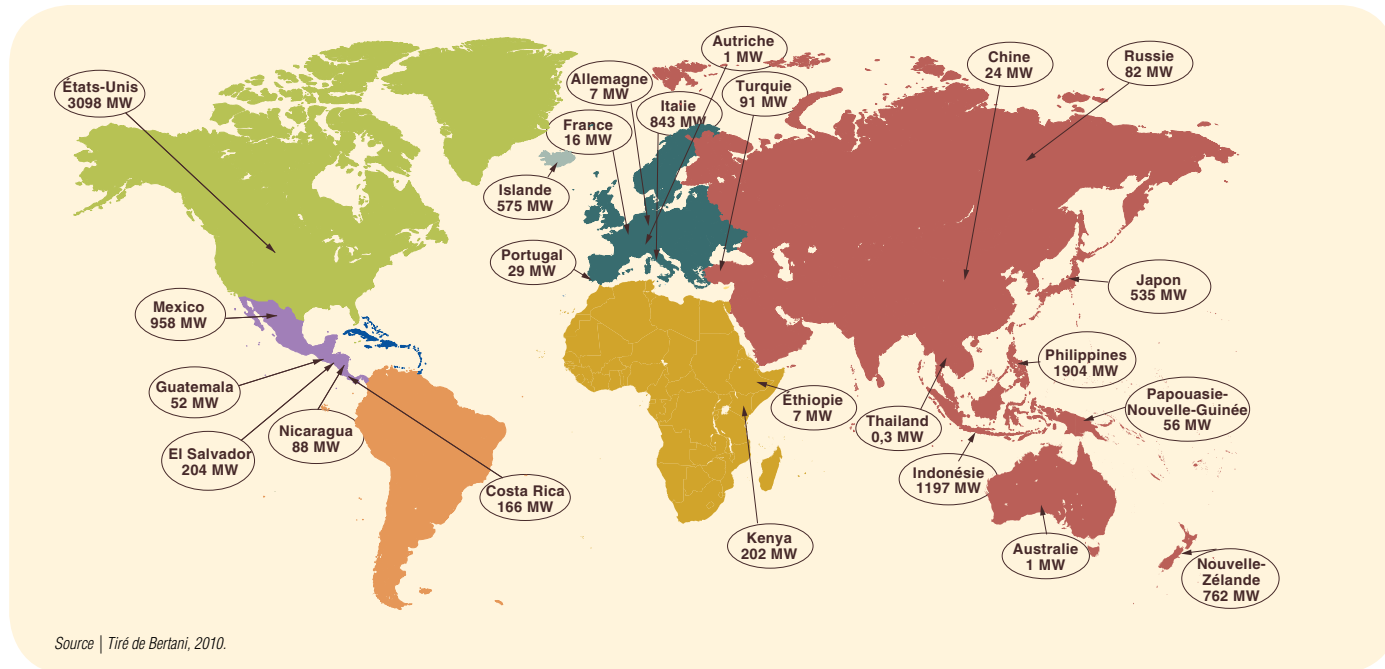 États-Unis
3098 MW
Mexico
958 MW
Guatemala
52 MW
El Salvador
204 MW
Nicaragua
88 MW
Costa Rica
166 MW
Islande
575 MW
Portugal
29 MW
France
16 MW
Allemagne
7 MW
Italie
843 MW
Autriche
1 MW
Turquie
91 MW
Chine
24 MW
Russie
82 MW
Japon
535 MW
Philippines
1904 MW
Papouasie-
Nouvelle-Guinée
56 MW
Éthiopie
7 MW
Thailand
0,3 MW
Indonésie
1197 MW
Kenya
202 MW
Australie
1 MW
Nouvelle-
Zélande
762 MW
Source | Tiré de Bertani, 2010.